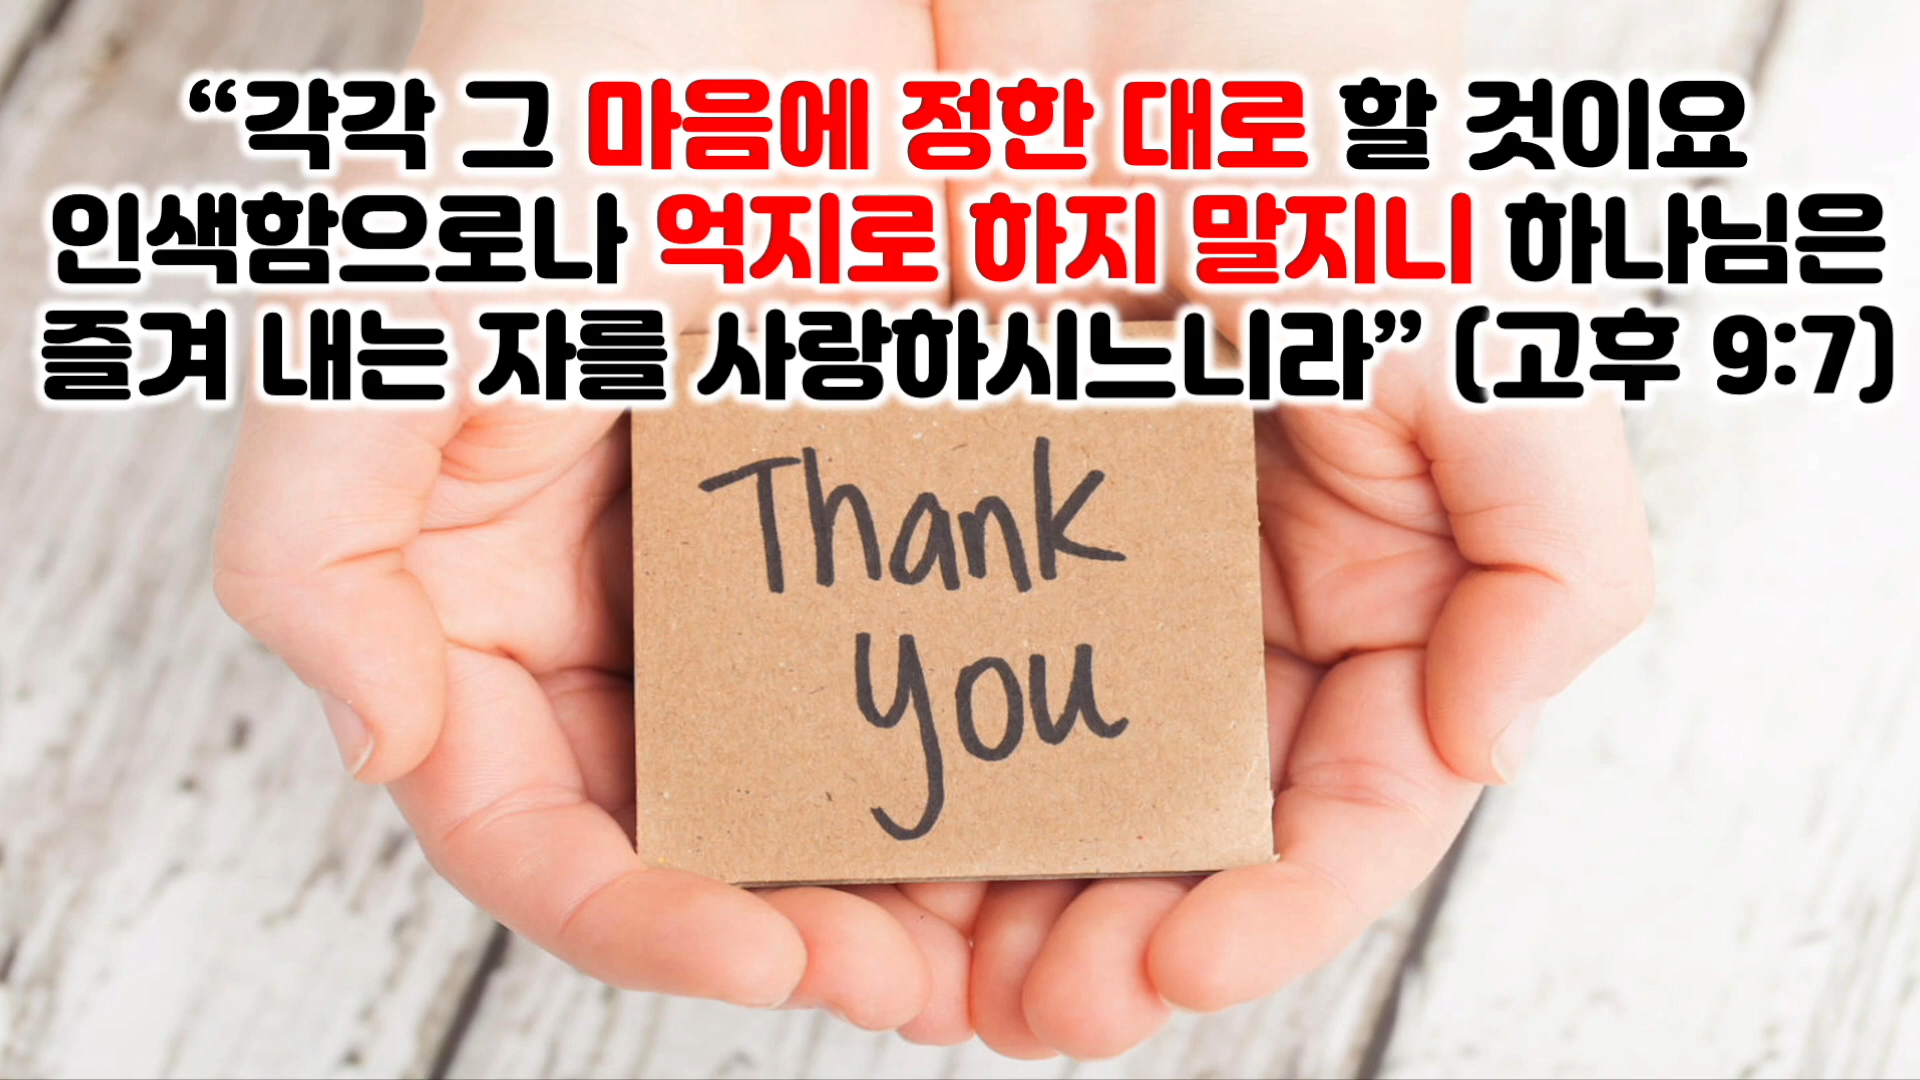 “각각 그 마음에 정한 대로 할 것이요
인색함으로나 억지로 하지 말지니 하나님은
즐겨 내는 자를 사랑하시느니라” (고후 9:7)
Thank
you